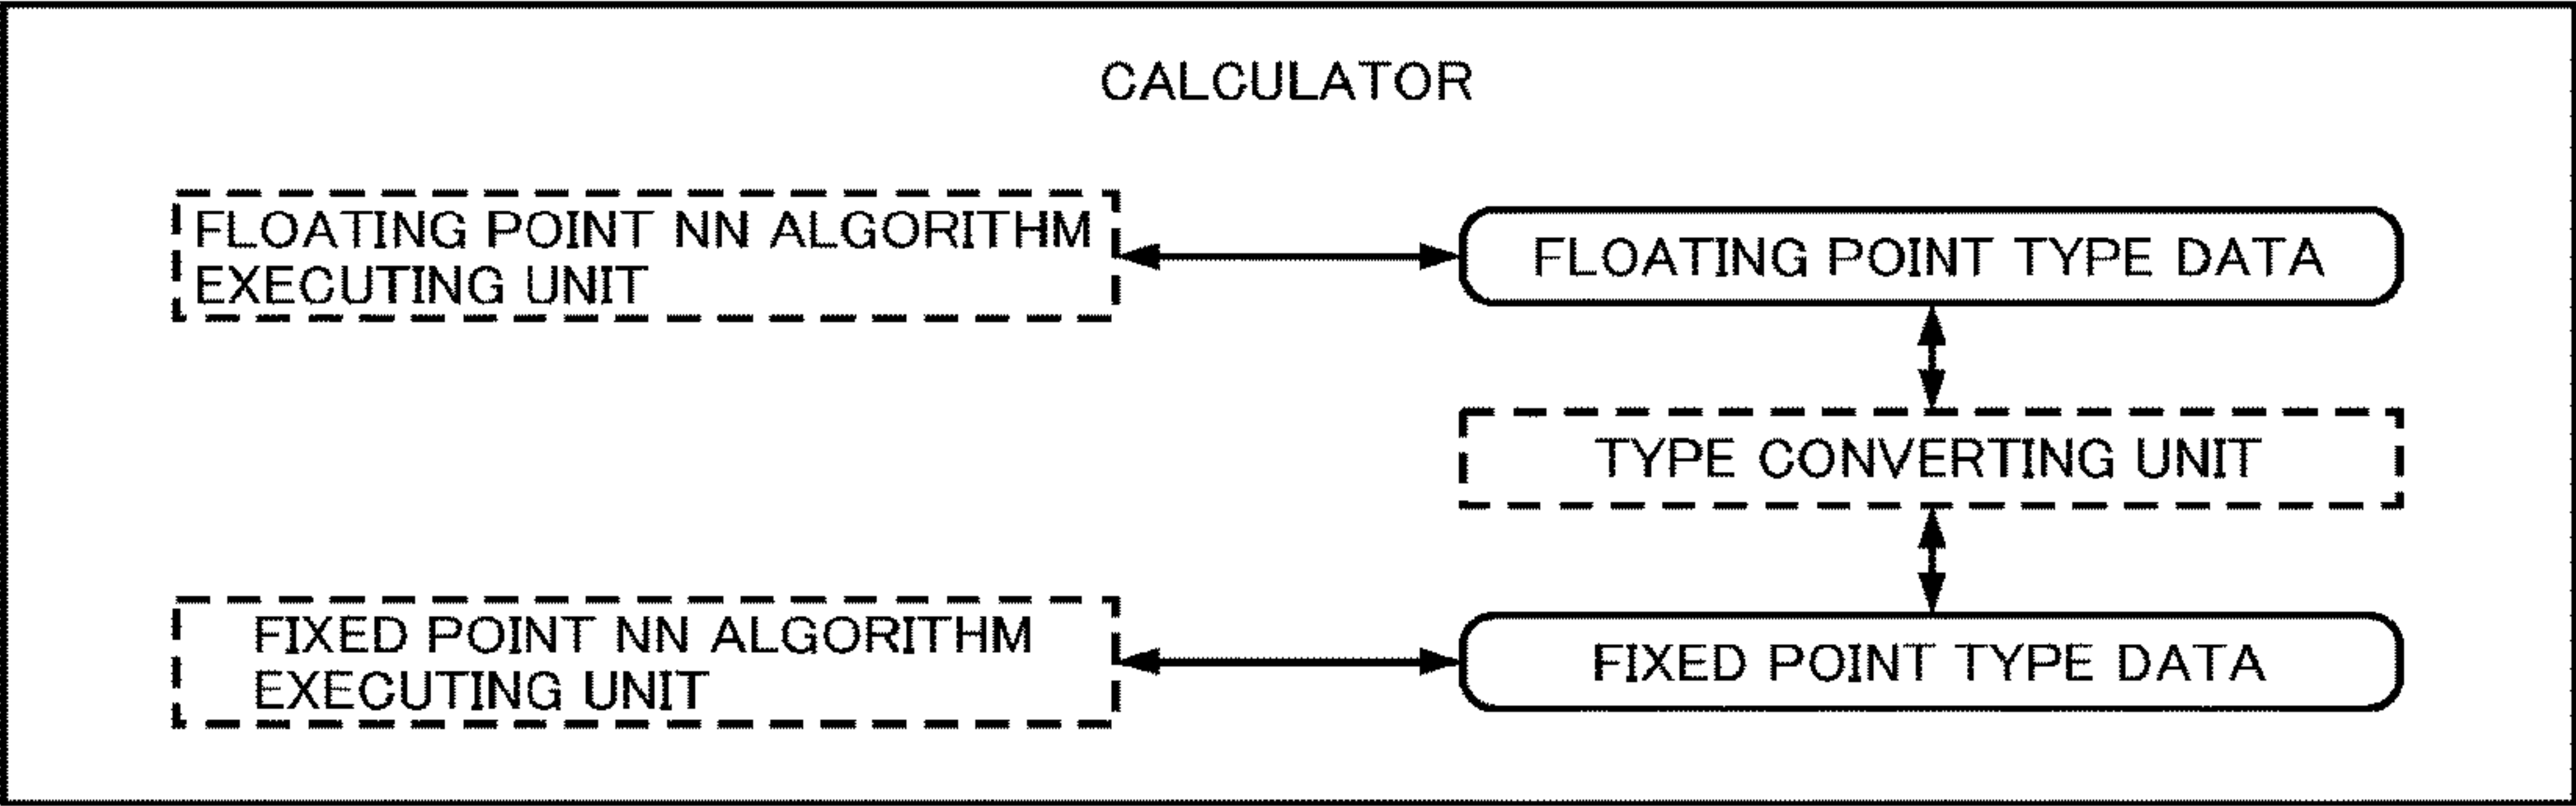 CALCULATOR
FLOATING POINT NN ALGORITHM
EXECUTING UNIT
FLOATING POINT TYPE DATA
TYPE CONVERTING UNIT
FIXED POINT NN ALGORITHM
EXECUTING UNIT
FIXED POINT TYPE DATA